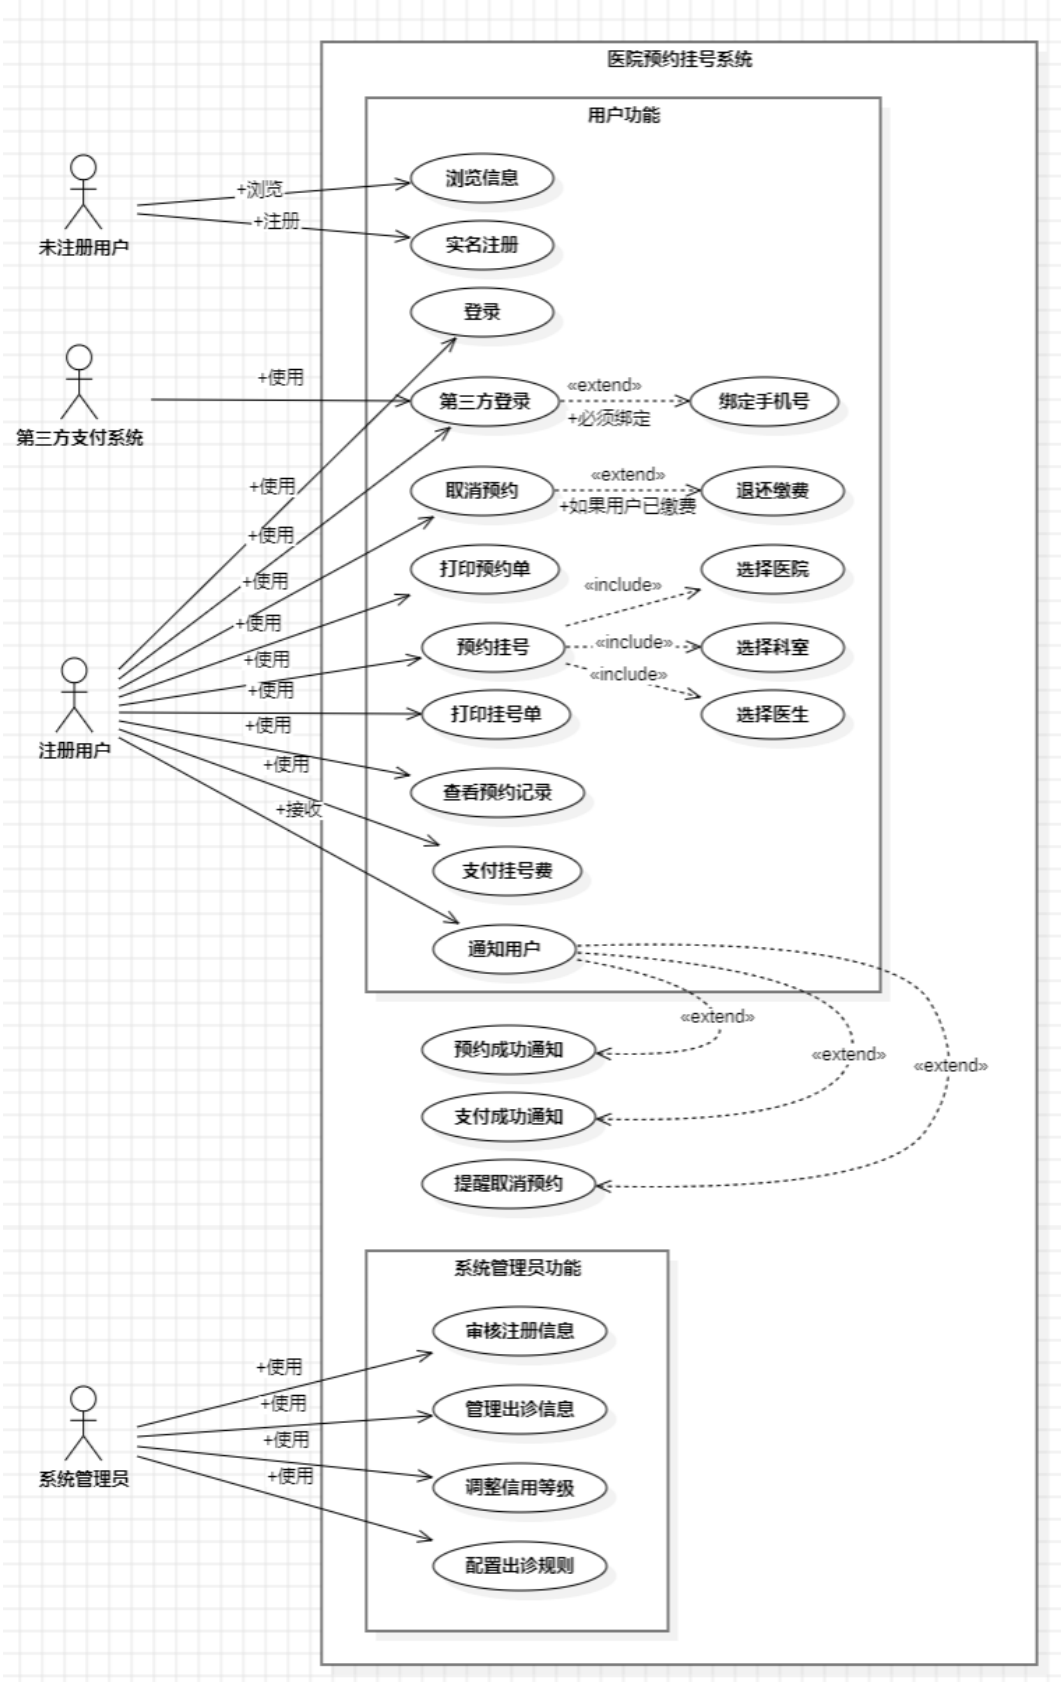 医院预约挂号系统
用户功能
浏览信息
+浏览
+注册
实名注册
未注册用户
登录
+使用
第三方登录
«extend»
+必须绑定
绑定手机号
第三方支付系统
+使用
取消预约
«extend»
+如果用户已缴费
退还缴费
+使用
打印预约单
«include»
选择医院
+使用
+使用
预约挂号
«include»
选择科室
+使用
«include»
+使用
打印挂号单
选择医生
+使用
注册用户
+使用
查看预约记录
+接收
支付挂号费
通知用户
«extend»
预约成功通知
«extend»
«extend»
支付成功通知
提醒取消预约
系统管理员功能
审核注册信息
+使用
+使用
管理出诊信息
+使用
+使用
系统管理员
调整信用等级
配置出诊规则